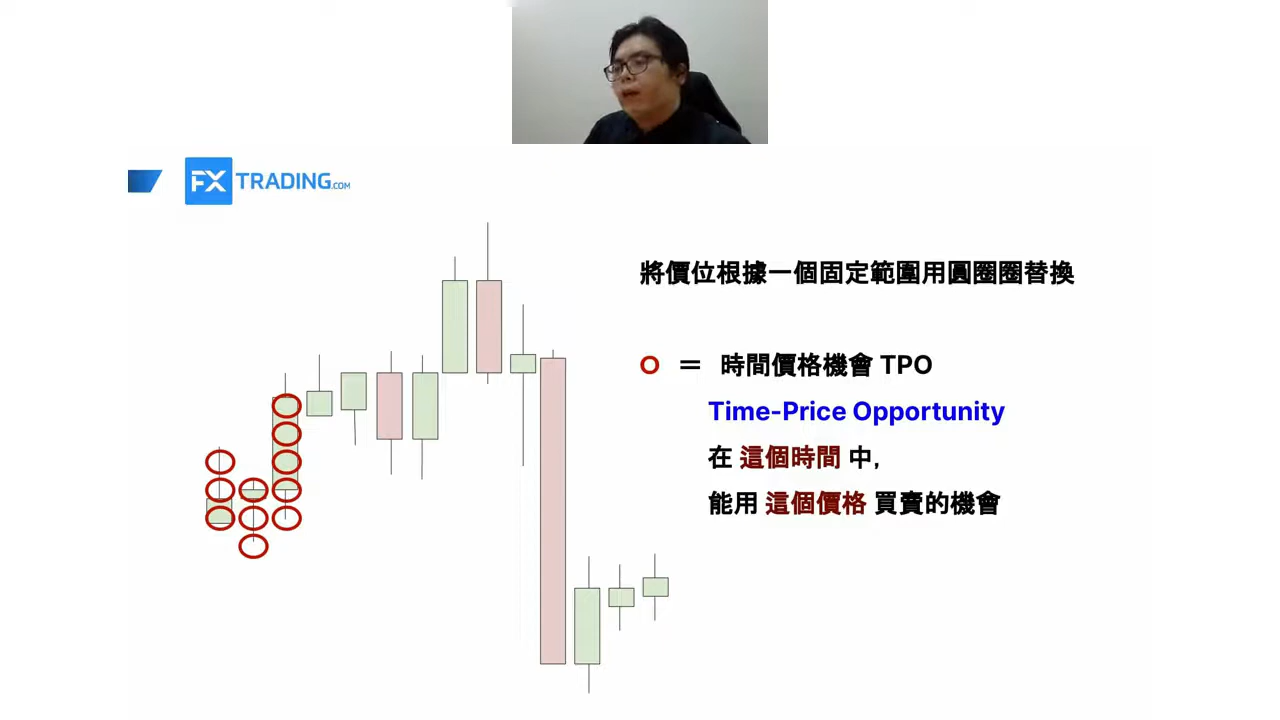 FX TRADING.COM
將價位根據一個固定範圍用圓圈圈替換
O = 時間價格機會 TPO
Time-Price Opportunity
在 這個時間 中,
能用 這個價格 買賣的機會